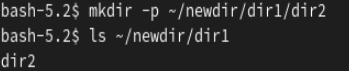 bash-5.2$ mkdir -p ~/newdir/dir1/dir2
bash-5.2$ ls ~/newdir/dir1
dir2